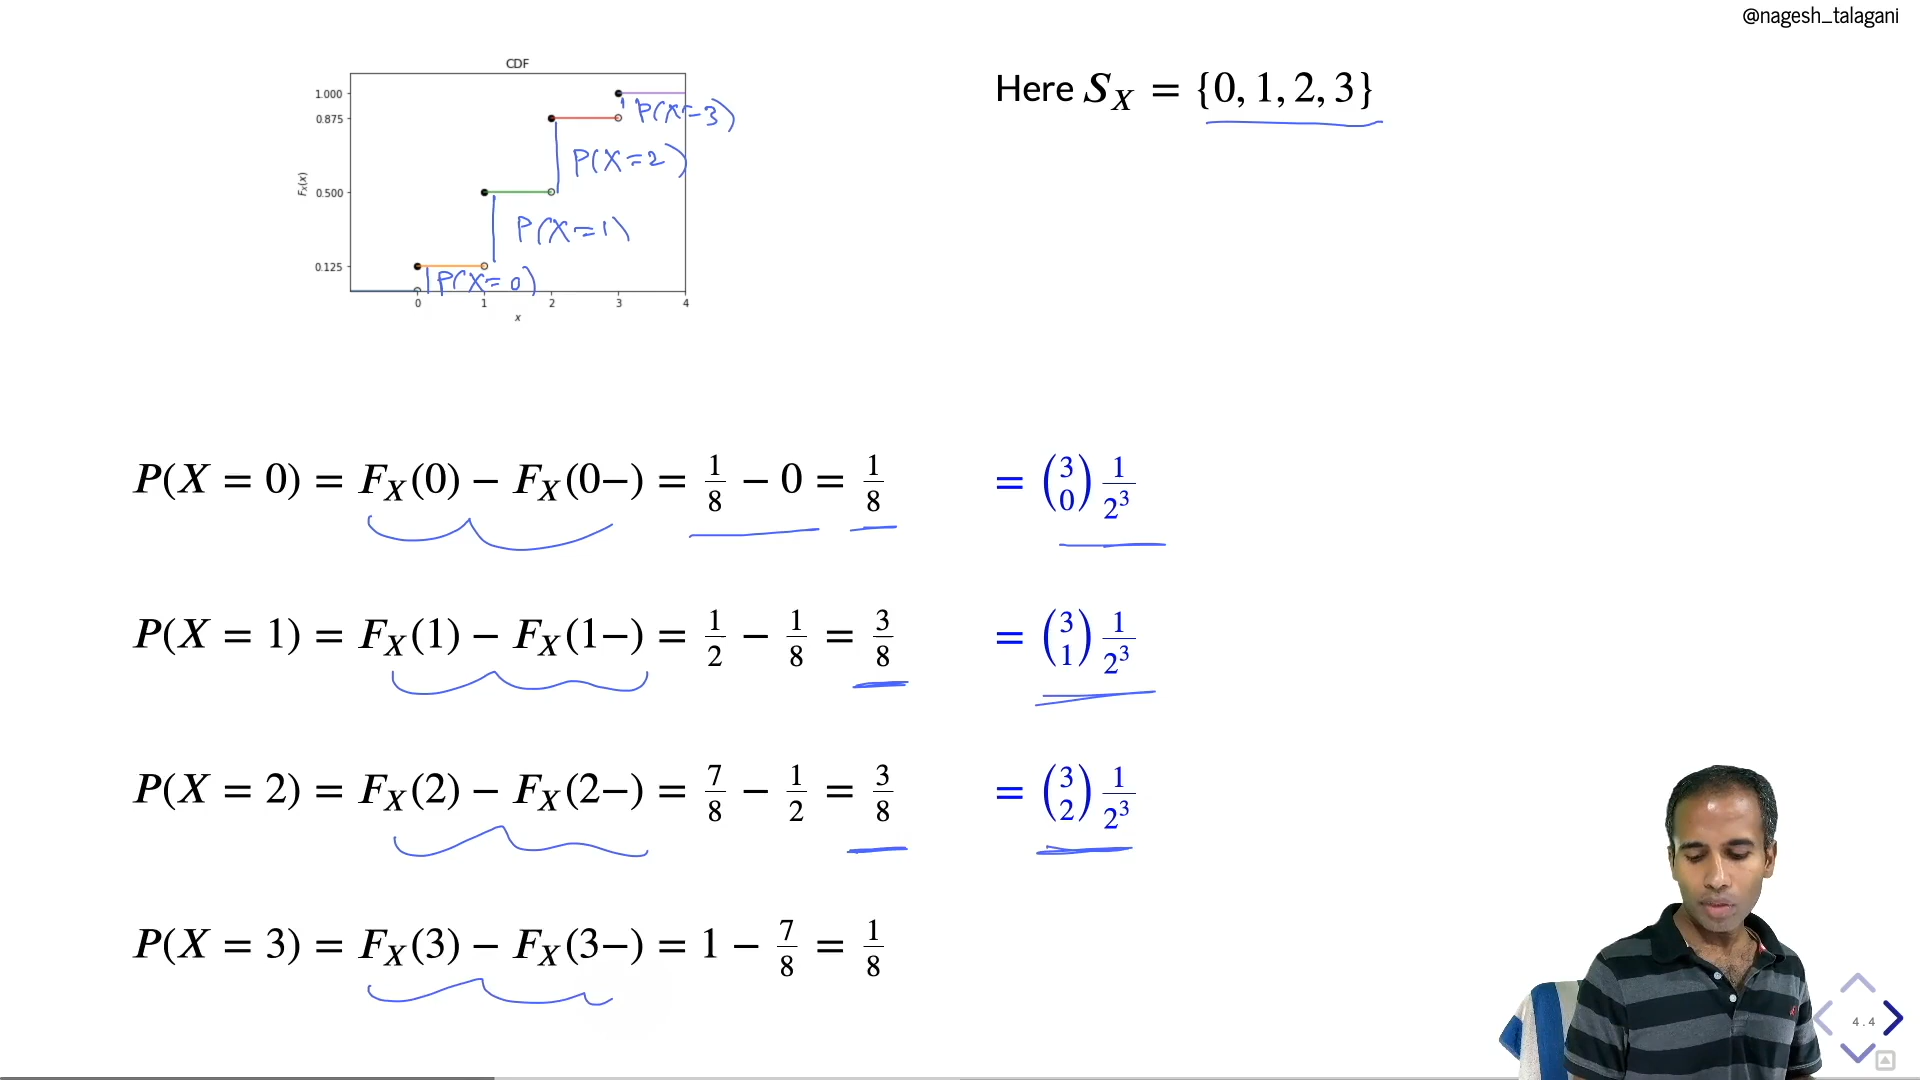 @nagesh_talagani
CDF
Here S_X = {0, 1, 2, 3}
1.000
0.875
0.500
0.125
F_X(x)
P(X=3)
P(X=2)
P(X=1)
P(X=0)
0 1 2 3 4
x
P(X = 0) = F_X(0) − F_X(0−) = 1/8 − 0 = 1/8 = (3 0) 1/2^3
P(X = 1) = F_X(1) − F_X(1−) = 1/2 − 1/8 = 3/8 = (3 1) 1/2^3
P(X = 2) = F_X(2) − F_X(2−) = 7/8 − 1/2 = 3/8 = (3 2) 1/2^3
P(X = 3) = F_X(3) − F_X(3−) = 1 − 7/8 = 1/8
4.4